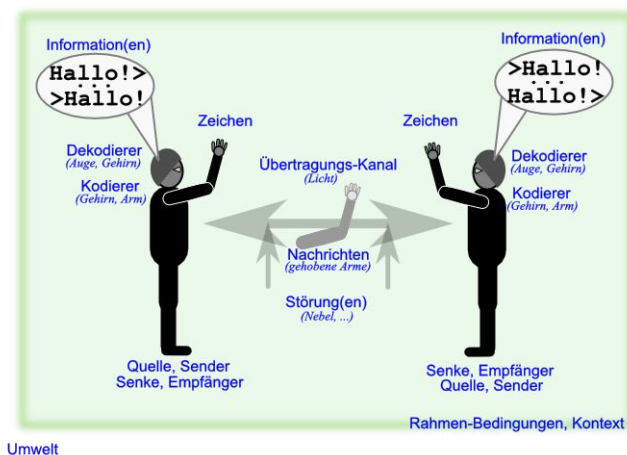 Information(en)
Hallo!>
...
>Hallo!
Zeichen
Dekodierer
(Auge, Gehirn)
Kodierer
(Gehirn, Arm)
Quelle, Sender
Senke, Empfänger
Übertragungs-Kanal
(Licht)
Nachrichten
(gehobene Arme)
Störung(en)
(Nebel, ...)
Information(en)
>Hallo!
...
Hallo!>
Zeichen
Dekodierer
(Auge, Gehirn)
Kodierer
(Gehirn, Arm)
Senke, Empfänger
Quelle, Sender
Rahmen-Bedingungen, Kontext
Umwelt